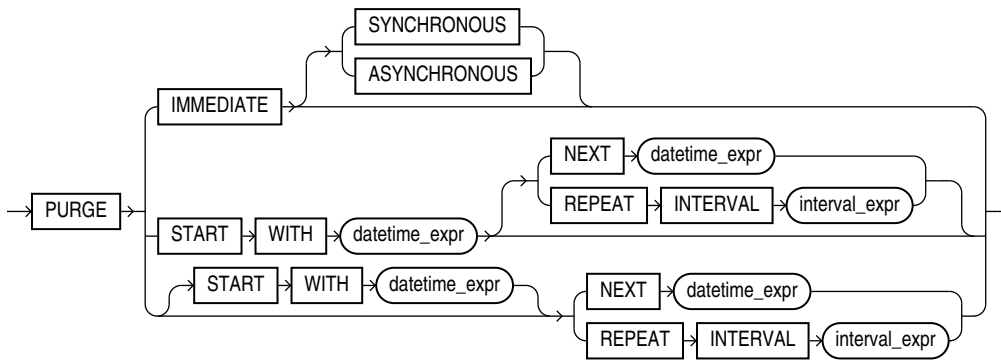 SYNCHRONOUS
ASYNCHRONOUS
IMMEDIATE
NEXT datetime_expr
REPEAT INTERVAL interval_expr
PURGE
START WITH datetime_expr
START WITH datetime_expr
NEXT datetime_expr
REPEAT INTERVAL interval_expr